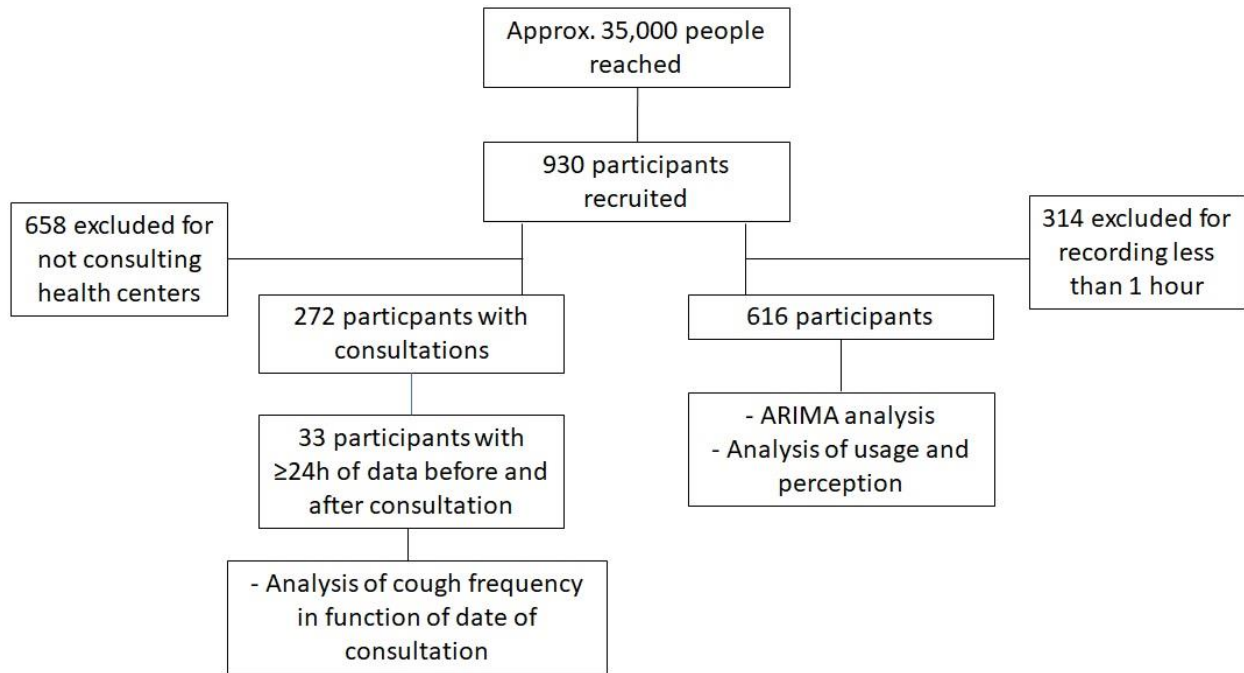 Approx. 35,000 people
reached
930 participants
recruited
658 excluded for
not consulting
health centers
314 excluded for
recording less
than 1 hour
272 particpants with
consultations
616 participants
33 participants with
≥24h of data before and
after consultation
- ARIMA analysis
- Analysis of usage and
perception
- Analysis of cough frequency
in function of date of
consultation